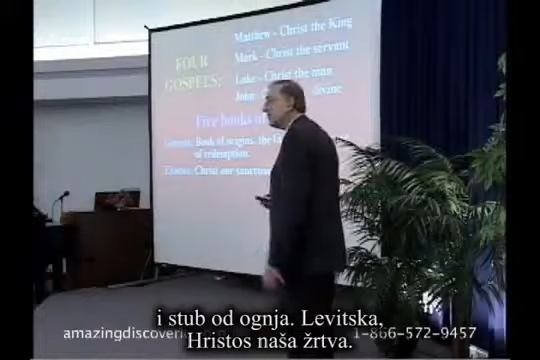 Matthew - Christ the King
FOUR
Mark - Christ the servant
GOSPELS:
Luke - Christ the man
John divine
Five books
Genesis: Book of origins, the
of redemption.
Exodus: Christ our
i stub od ognja. Levitska,
amazingdiscoveri 1-866-572-9457
Hristos naša žrtva.